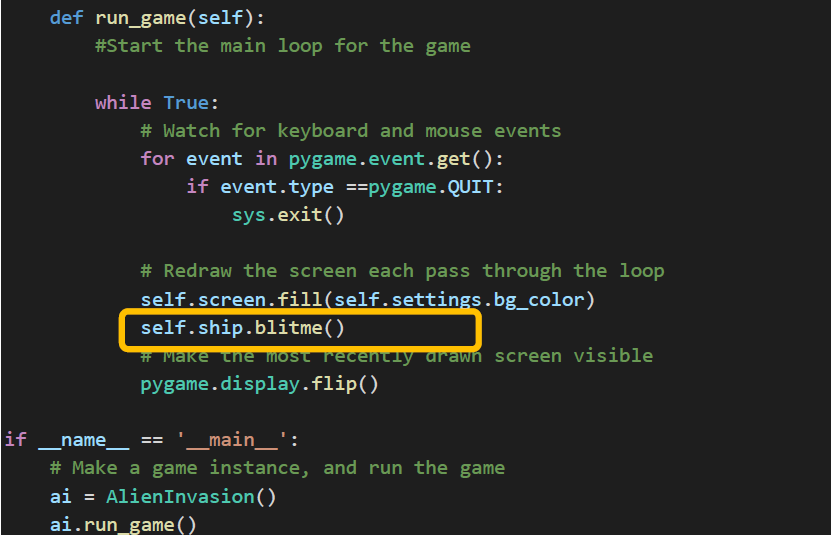 def run_game(self):
#Start the main loop for the game
while True:
# Watch for keyboard and mouse events
for event in pygame.event.get():
if event.type ==pygame.QUIT:
sys.exit()
# Redraw the screen each pass through the loop
self.screen.fill(self.settings.bg_color)
self.ship.blitme()
# Make the most recently drawn screen visible
pygame.display.flip()
if __name__ == '__main__':
# Make a game instance, and run the game
ai = AlienInvasion()
ai.run_game()